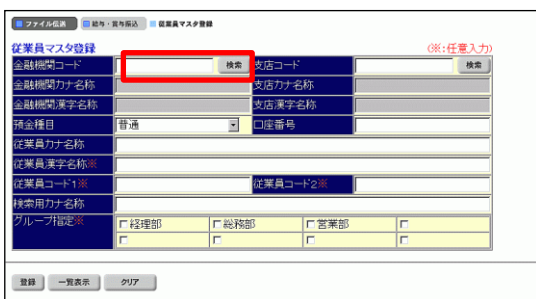 ファイル伝送 給与・賞与振込 従業員マスタ登録
従業員マスタ登録 (※:任意入力)
金融機関コード 検索 支店コード 検索
金融機関カナ名称 支店カナ名称
金融機関漢字名称 支店漢字名称
預金種目 普通 口座番号
従業員カナ名称
従業員漢字名称※
従業員コード1※ 従業員コード2※
検索用カナ名称
グループ指定※ 経理部 総務部 営業部
登録 一覧表示 クリア